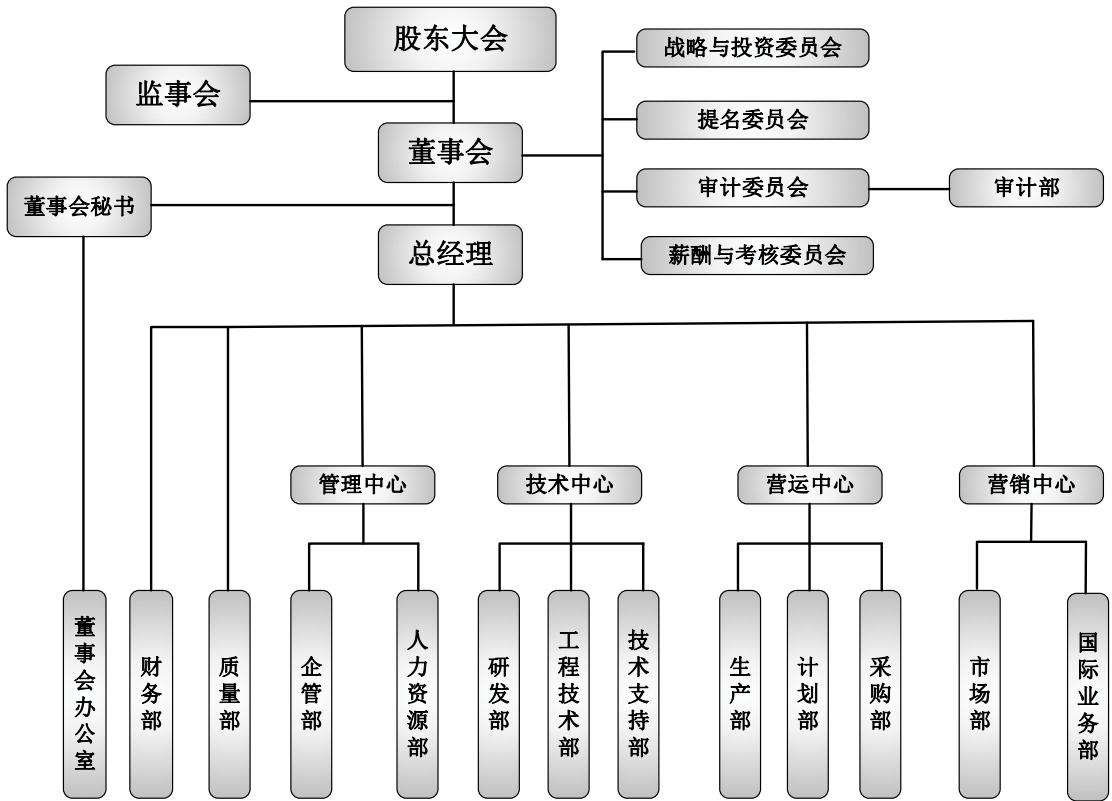 股东大会
战略与投资委员会
监事会
提名委员会
董事会
审计委员会
审计部
董事会秘书
总经理
薪酬与考核委员会
管理中心
技术中心
营运中心
营销中心
董事会办公室
财务部
质量部
企管部
人力资源部
研发部
工程技术部
技术支持部
生产部
计划部
采购部
市场部
国际业务部